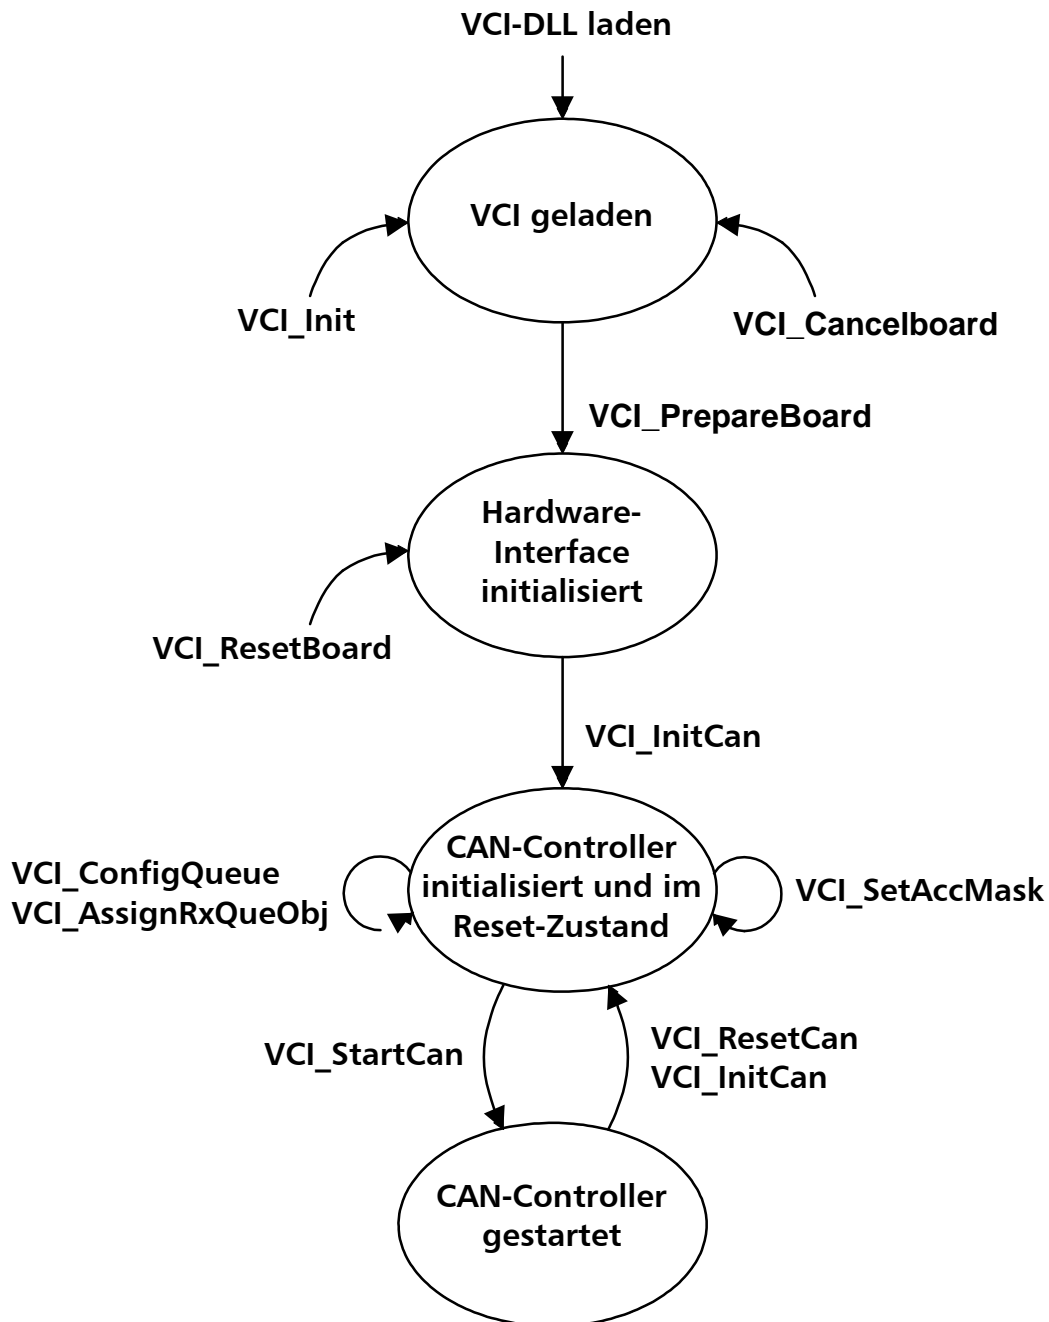 VCI-DLL laden
VCI geladen
VCI_Init
VCI_Cancelboard
VCI_PrepareBoard
Hardware-
Interface
initialisiert
VCI_ResetBoard
VCI_InitCan
CAN-Controller
initialisiert und im
Reset-Zustand
VCI_ConfigQueue
VCI_AssignRxQueObj
VCI_SetAccMask
VCI_StartCan
VCI_ResetCan
VCI_InitCan
CAN-Controller
gestartet